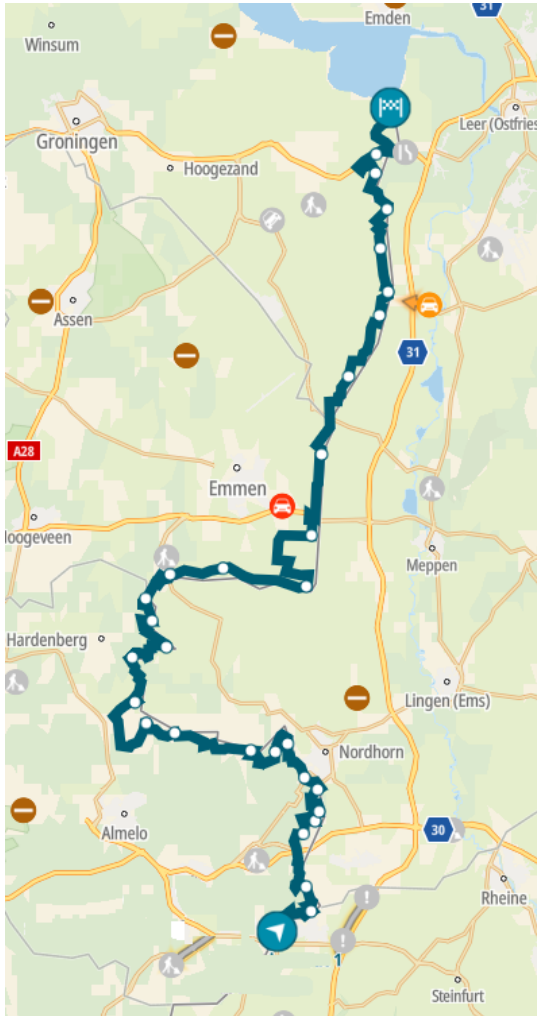 Emden
31
Winsum
Leer (Ostfries
Groningen
Hoogezand
Assen
31
A28
Emmen
Hoogeveen
Meppen
Hardenberg
Lingen (Ems)
Nordhorn
Almelo
30
Rheine
1
Steinfurt